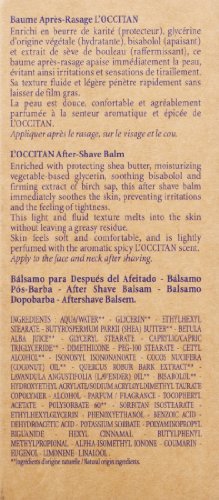 Baume Après-Rasage L'OCCITAN
Enrichi en beurre de karité (protecteur), glycérine
d'origine végétale (hydratante), bisabolol (apaisant)
et extrait de sève de bouleau (raffermissant), ce
baume après-rasage apaise immédiatement la peau,
évitant ainsi irritations et sensations de tiraillement.
Sa texture fluide et légère pénètre rapidement sans
laisser de film gras.
La peau est douce, confortable et agréablement
parfumée à la senteur aromatique et épicée de
L'OCCITAN.
Appliquer après le rasage, sur le visage et le cou.
L'OCCITAN After-Shave Balm
Enriched with protecting shea butter, moisturizing
vegetable-based glycerin, soothing bisabolol and
firming extract of birch sap, this after shave balm
immediately soothes the skin, preventing irritations
and the feeling of tightness.
This light and fluid texture melts into the skin
without leaving a greasy residue.
Skin feels soft and comfortable, and is lightly
perfumed with the aromatic spicy L'OCCITAN scent.
Apply to the face and neck after shaving.
Bálsamo para Después del Afeitado - Bálsamo
Pós-Barba - After Shave Balsam - Balsamo
Dopobarba - Aftershave Balsem.
INGREDIENTS : AQUA/WATER** - GLYCERIN** - ETHYLHEXYL
STEARATE - BUTYROSPERMUM PARKII (SHEA) BUTTER** - BETULA
ALBA JUICE** - GLYCERYL STEARATE - CAPRYLIC/CAPRIC
TRIGLYCERIDE** - DIMETHICONE - PEG-100 STEARATE - CETYL
ALCOHOL** - ISONONYL ISONONANOATE - COCOS NUCIFERA
(COCONUT) OIL** - QUERCUS ROBUR BARK EXTRACT** -
LAVANDULA ANGUSTIFOLIA (LAVENDER) OIL** - BISABOLOL** -
HYDROXYETHYL ACRYLATE/SODIUM ACRYLOYLDIMETHYL TAURATE
COPOLYMER - ALCOHOL - PARFUM / FRAGRANCE - TOCOPHERYL
ACETATE - POLYSORBATE 60** - SORBITAN ISOSTEARATE -
ETHYLHEXYLGLYCERIN - PHENOXYETHANOL - BENZOIC ACID -
DEHYDROACETIC ACID - POTASSIUM SORBATE - POLYAMINOPROPYL
BIGUANIDE - HEXYL CINNAMAL - BUTYLPHENYL
METHYLPROPIONAL - ALPHA-ISOMETHYL IONONE - COUMARIN -
EUGENOL - LIMONENE - LINALOOL
**Ingrédients d'origine naturelle / Natural origin ingredients.